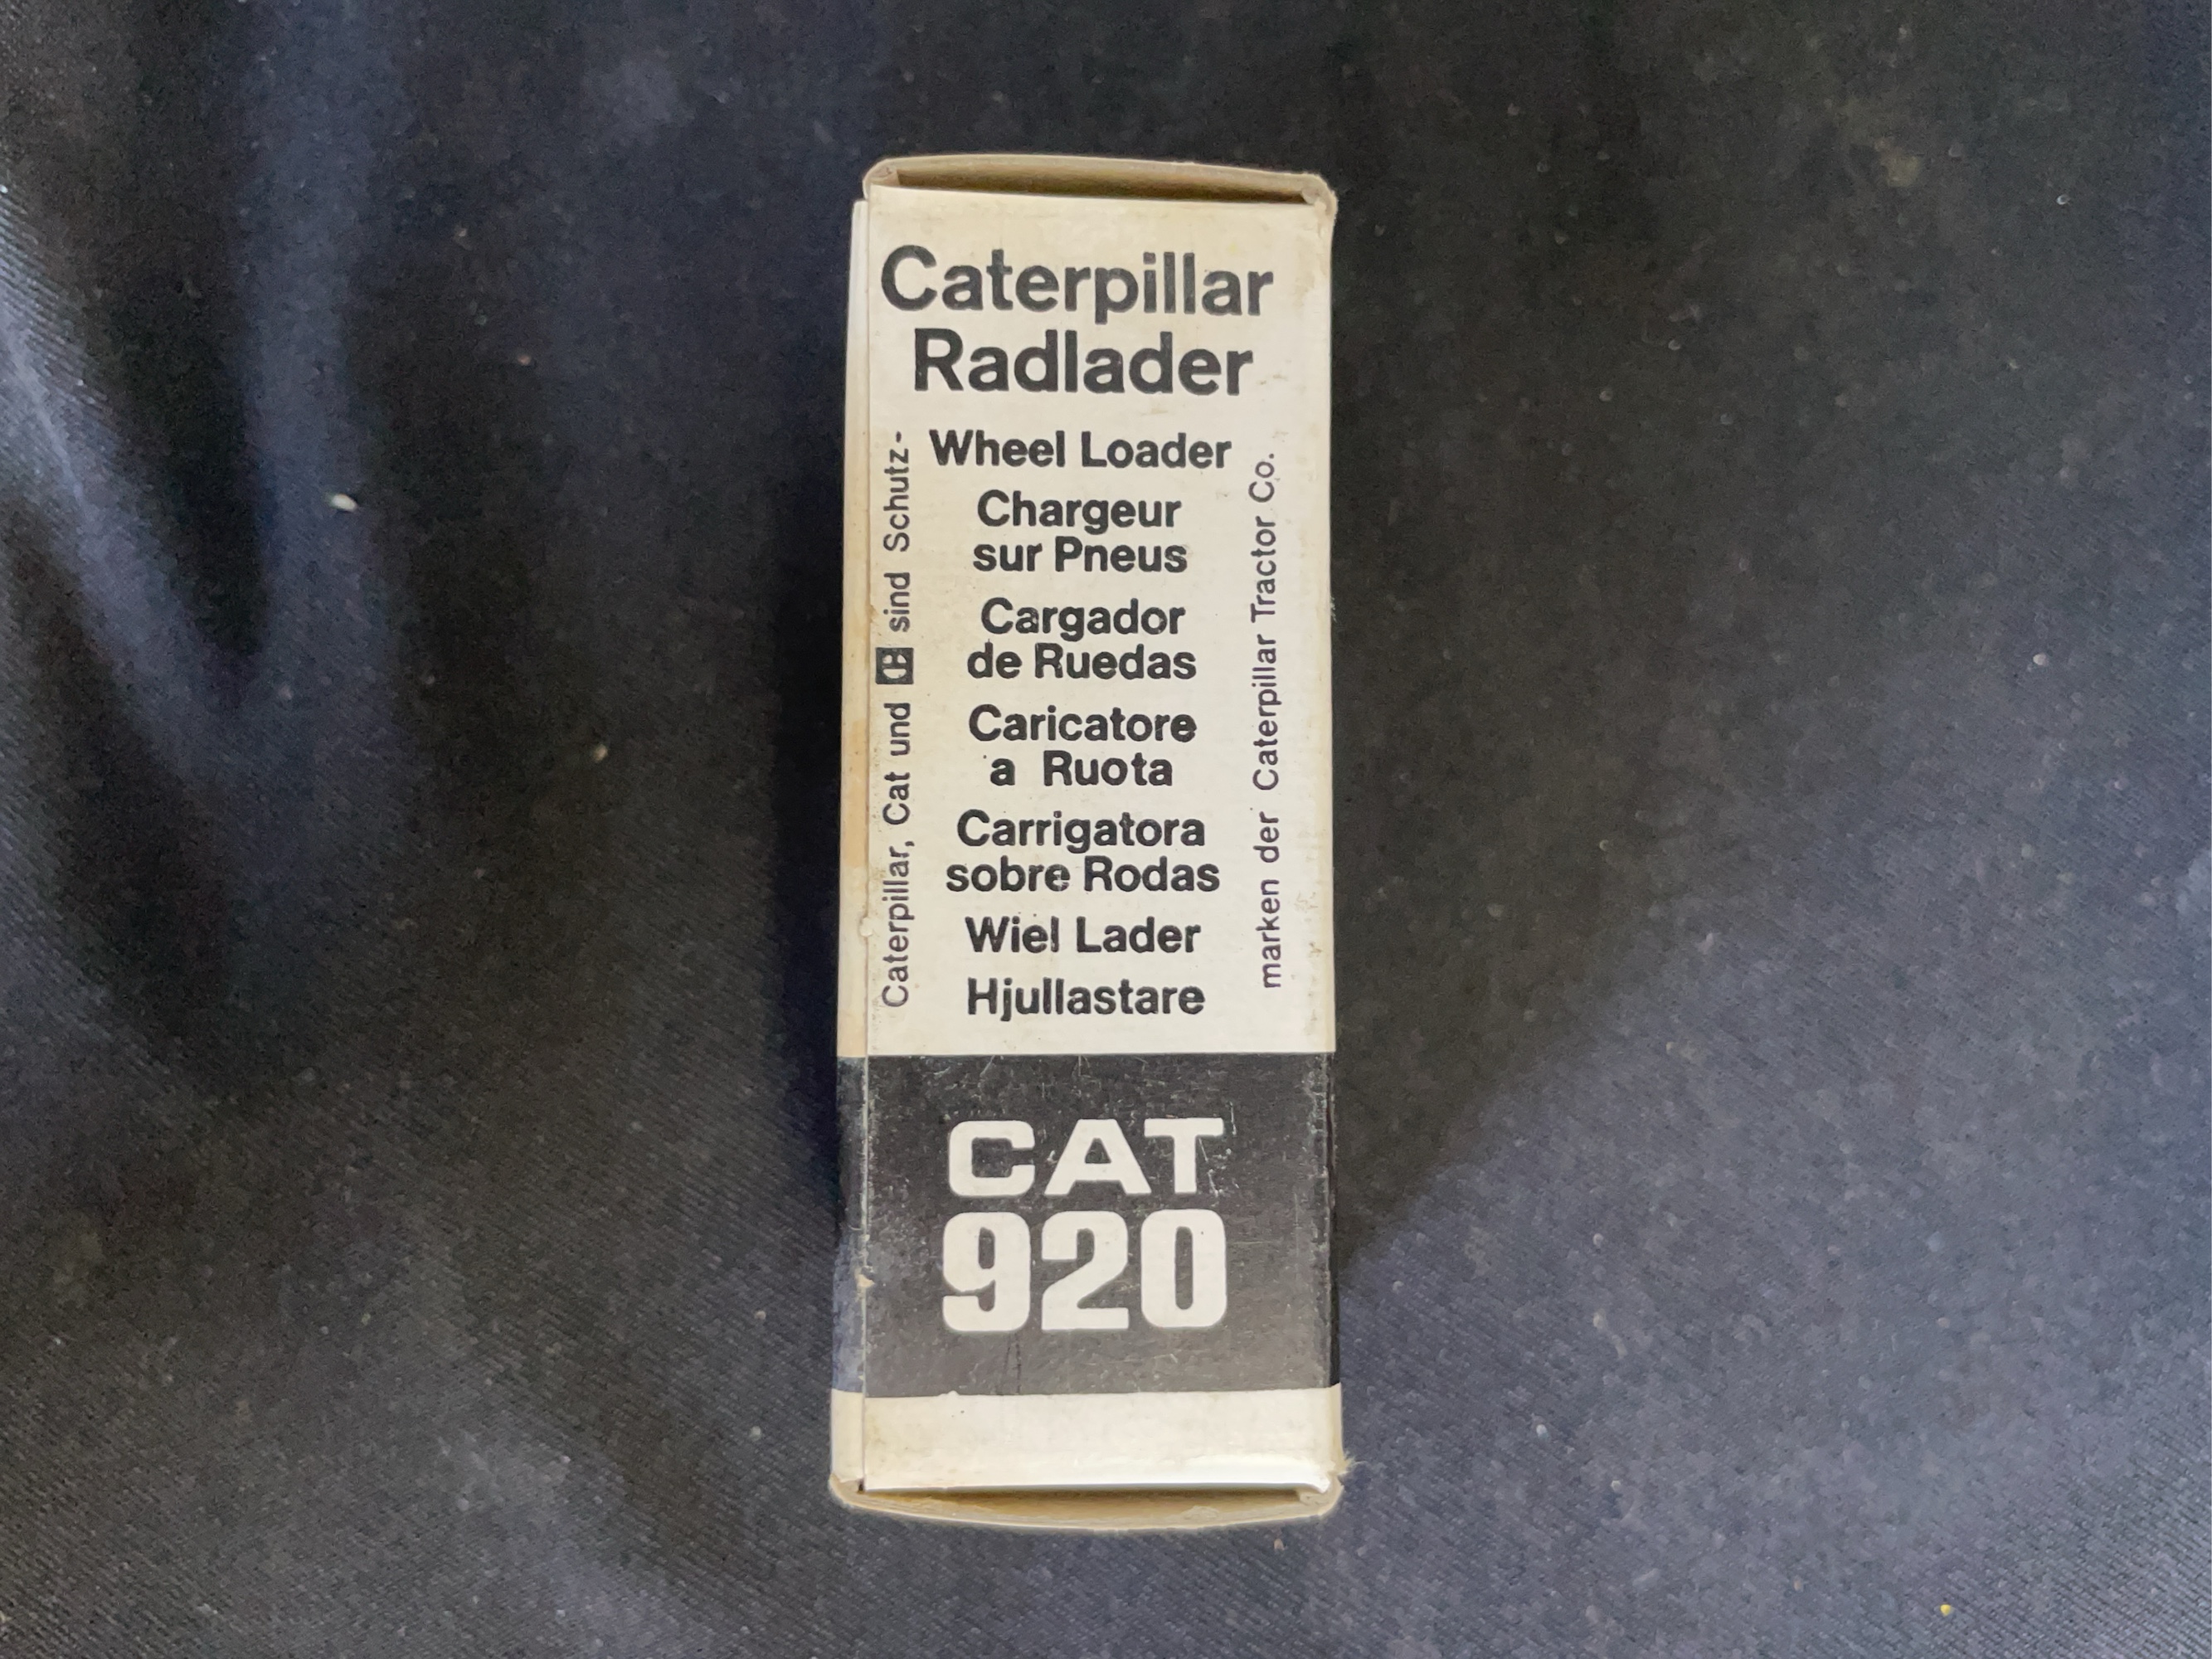 Caterpillar
Radlader
Wheel Loader
Chargeur
sur Pneus
Cargador
de Ruedas
Caricatore
a Ruota
Carrigatora
sobre Rodas
Wiel Lader
Hjullastare
Caterpillar, Cat und sind Schutz-
marken der Caterpillar Tractor Co.
CAT
920